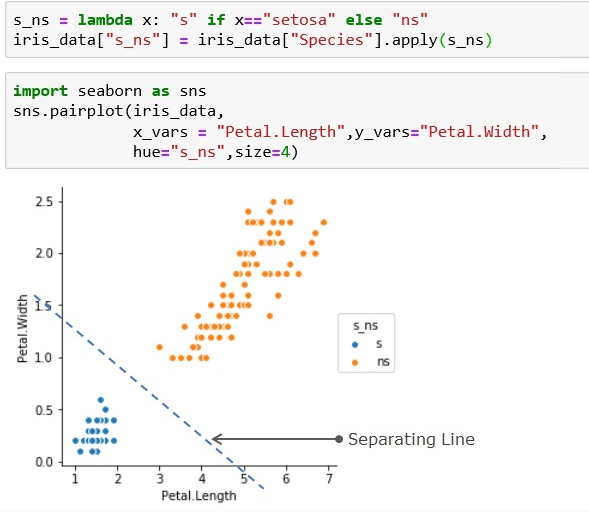 s_ns = lambda x: "s" if x=="setosa" else "ns"
iris_data["s_ns"] = iris_data["Species"].apply(s_ns)
import seaborn as sns
sns.pairplot(iris_data,
x_vars = "Petal.Length",y_vars="Petal.Width",
hue="s_ns",size=4)
2.5
2.0
1.5
1.0
0.5
0.0
Petal.Width
1 2 3 4 5 6 7
Petal.Length
s_ns
s
ns
Separating Line